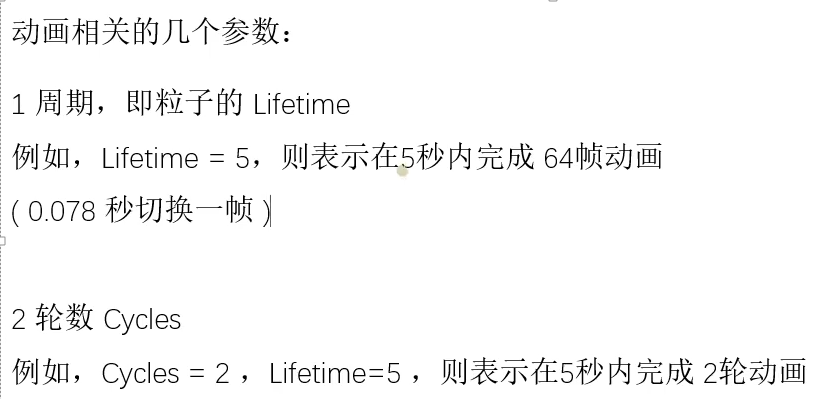 动画相关的几个参数：
1 周期，即粒子的 Lifetime
例如，Lifetime = 5，则表示在5秒内完成 64帧动画
( 0.078 秒切换一帧 )
2 轮数 Cycles
例如，Cycles = 2 ，Lifetime=5 ，则表示在5秒内完成 2轮动画